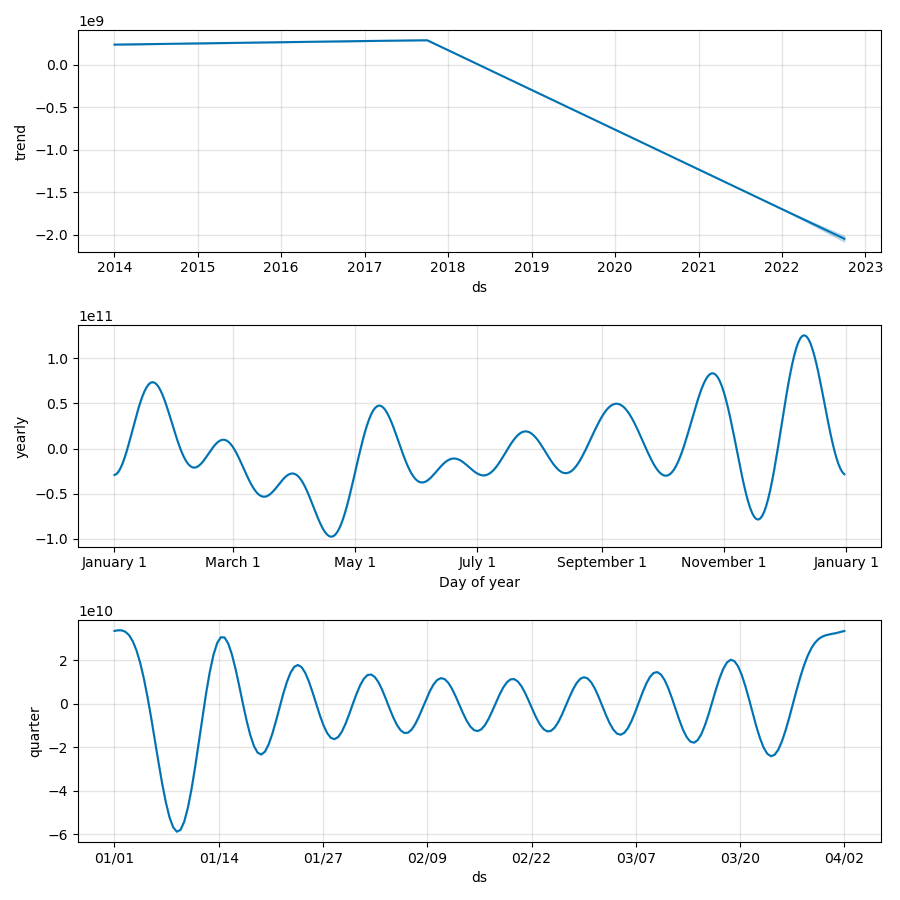 1e9
0.0
−0.5
−1.0
−1.5
−2.0
trend
2014 2015 2016 2017 2018 2019 2020 2021 2022 2023
ds
1e11
1.0
0.5
0.0
−0.5
−1.0
yearly
January 1 March 1 May 1 July 1 September 1 November 1 January 1
Day of year
1e10
2
0
−2
−4
−6
quarter
01/01 01/14 01/27 02/09 02/22 03/07 03/20 04/02
ds